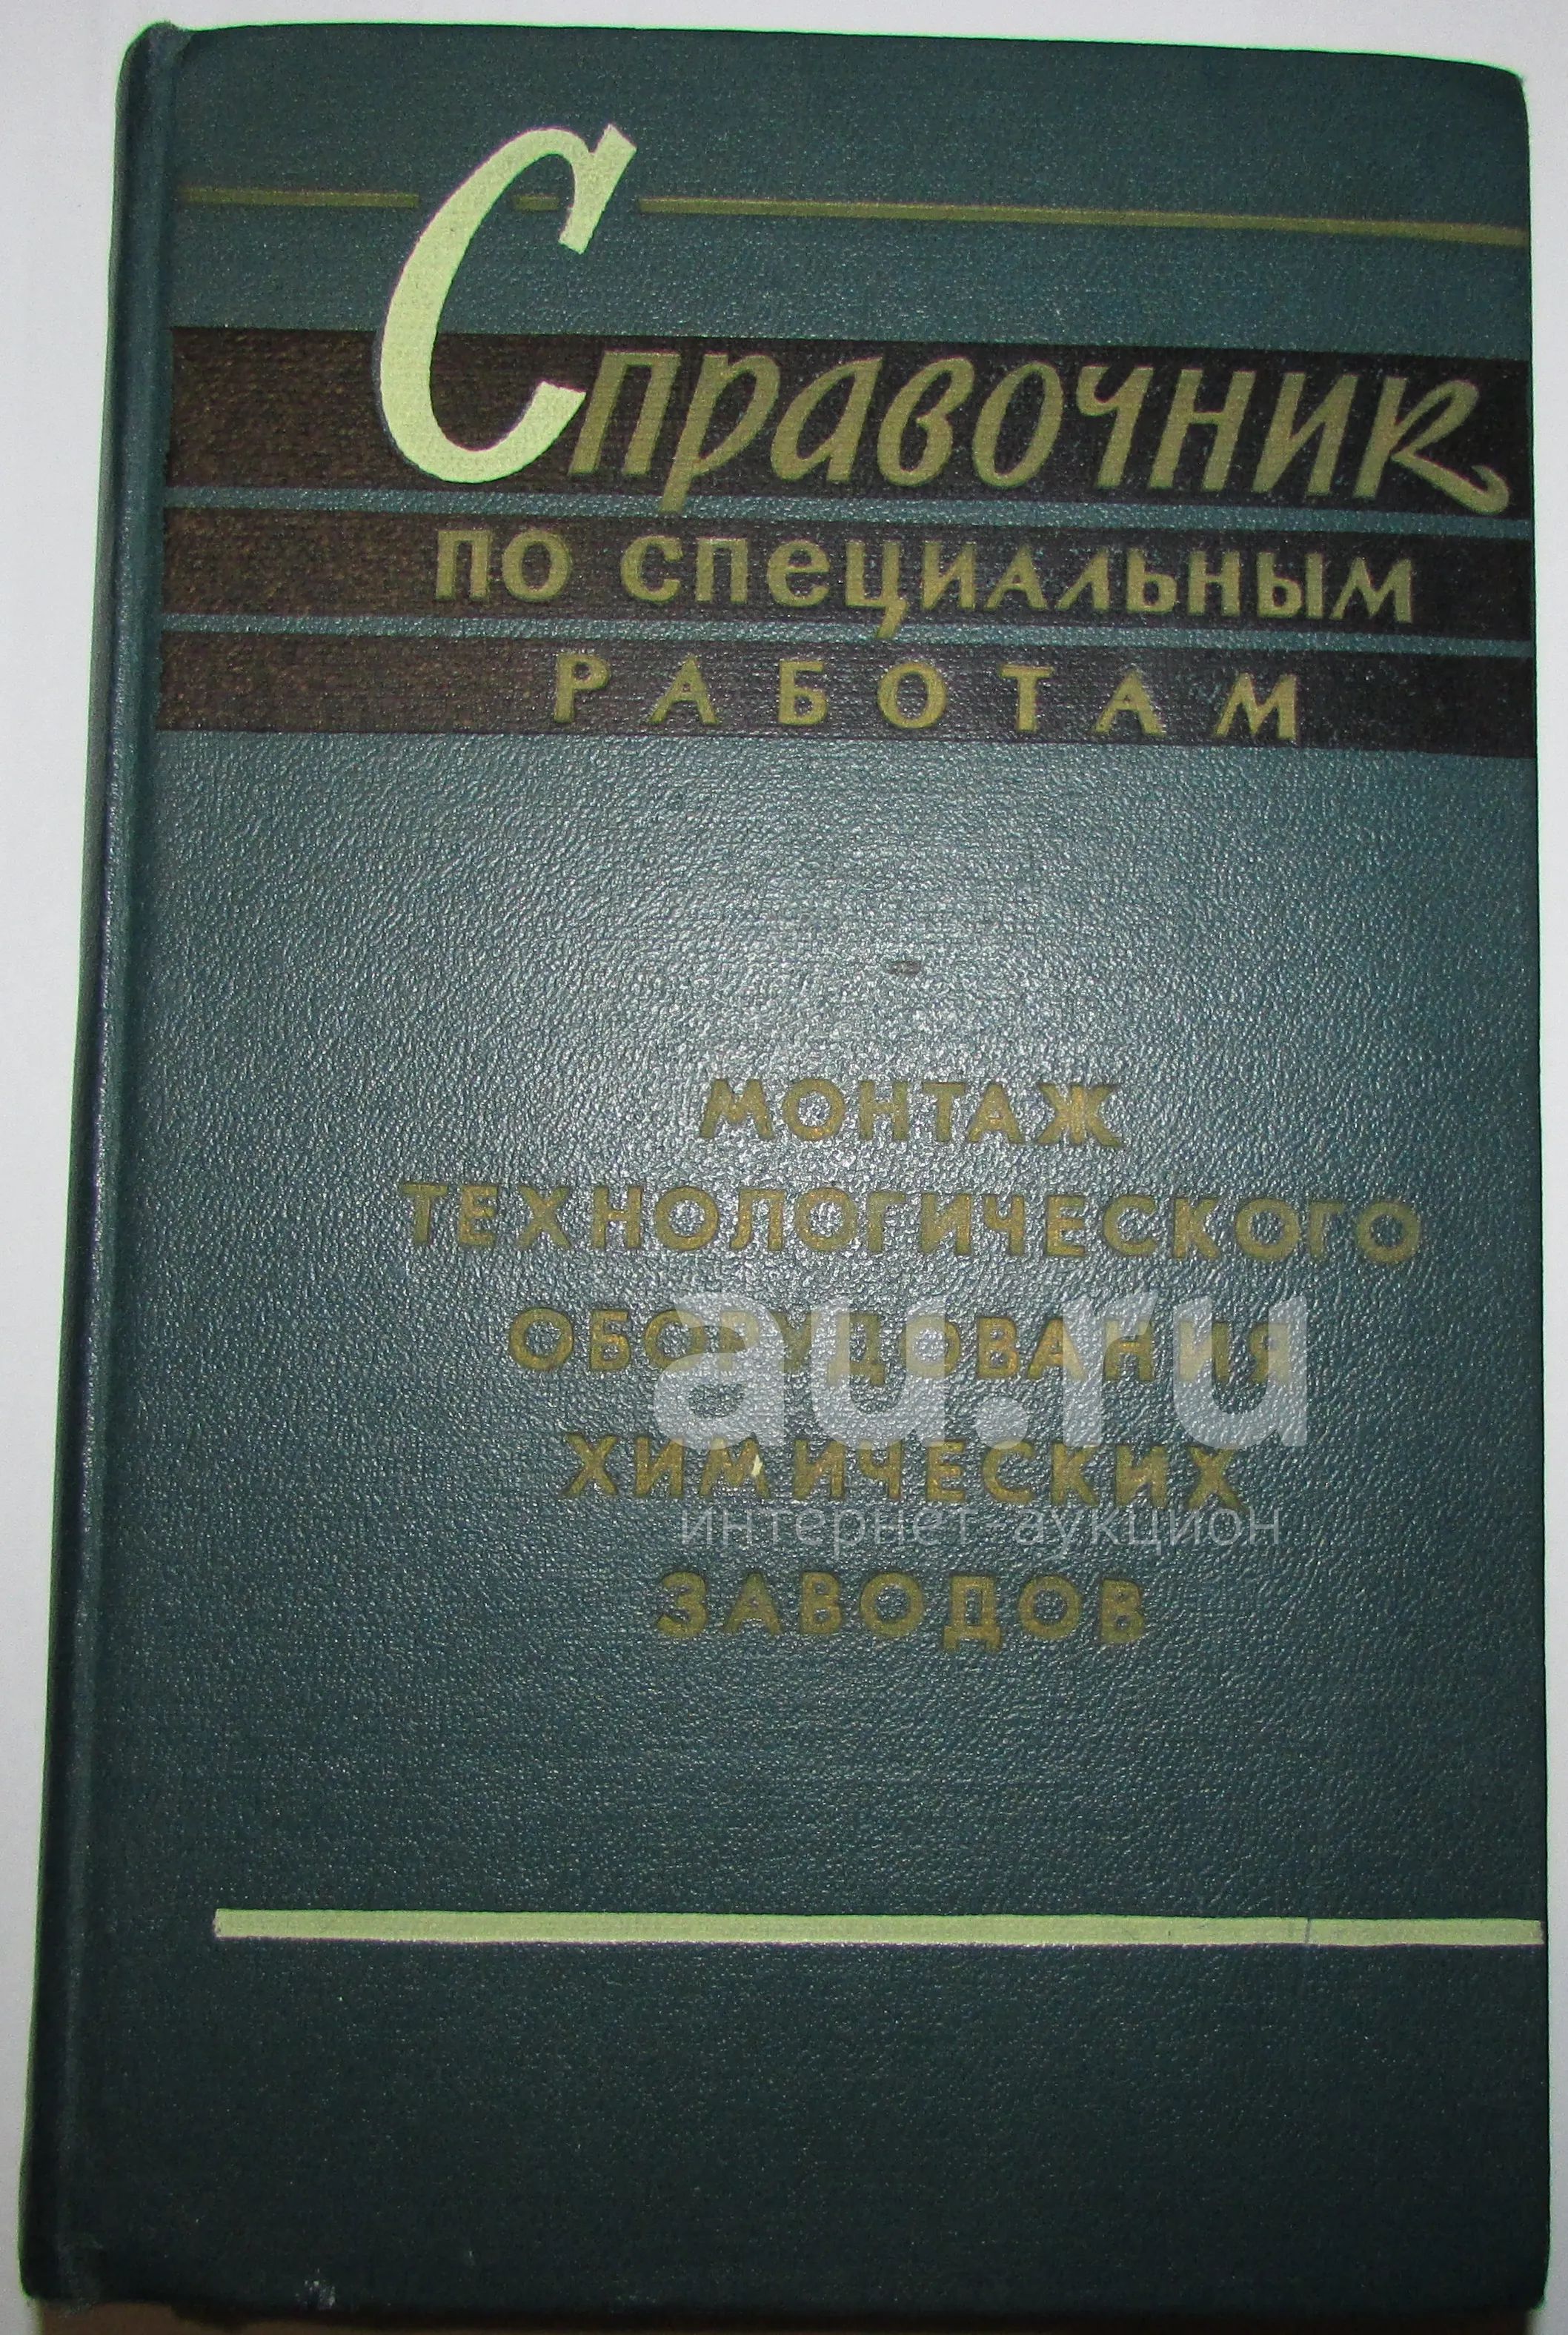 Справочник
по специальным
РАБОТАМ
МОНТАЖ
ТЕХНОЛОГИЧЕСКОГО
ОБОРУДОВАНИЯ
au.ru
ХИМИЧЕСКИХ
интернет-аукцион
ЗАВОДОВ